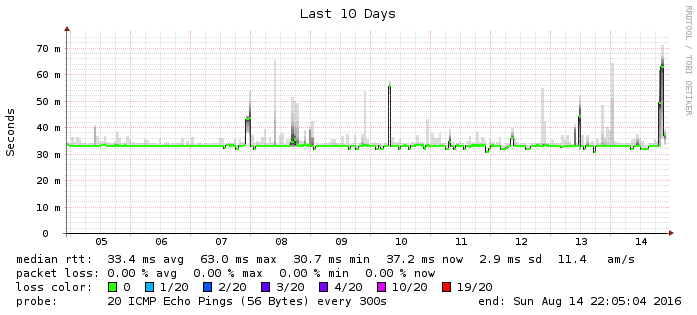 Last 10 Days
RRDTOOL / TOBI OETIKER
Seconds
70 m
60 m
50 m
40 m
30 m
20 m
10 m
0
05 06 07 08 09 10 11 12 13 14
median rtt: 33.4 ms avg 63.0 ms max 30.7 ms min 37.2 ms now 2.9 ms sd 11.4 am/s
packet loss: 0.00 % avg 0.00 % max 0.00 % min 0.00 % now
loss color: 0 1/20 2/20 3/20 4/20 10/20 19/20
probe: 20 ICMP Echo Pings (56 Bytes) every 300s end: Sun Aug 14 22:05:04 2016